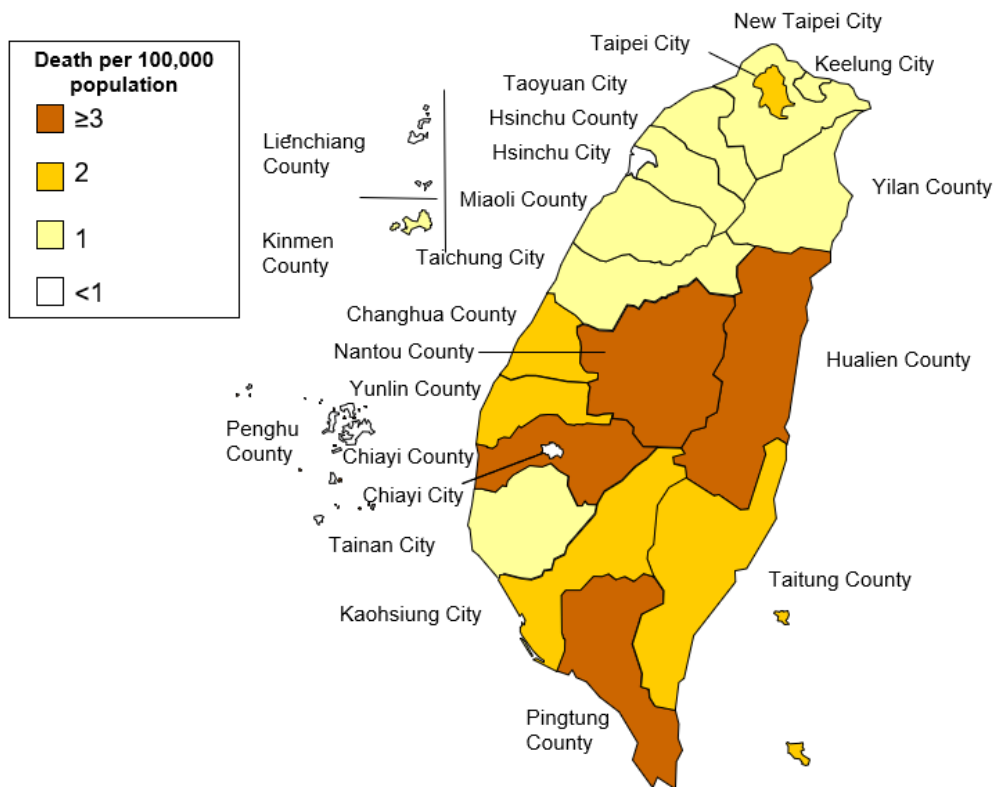 Death per 100,000
population
≥3
2
1
<1
New Taipei City
Taipei City
Keelung City
Taoyuan City
Hsinchu County
Lienchiang
County
Hsinchu City
Yilan County
Miaoli County
Kinmen
County
Taichung City
Changhua County
Nantou County
Hualien County
Yunlin County
Penghu
County
Chiayi County
Chiayi City
Tainan City
Taitung County
Kaohsiung City
Pingtung
County